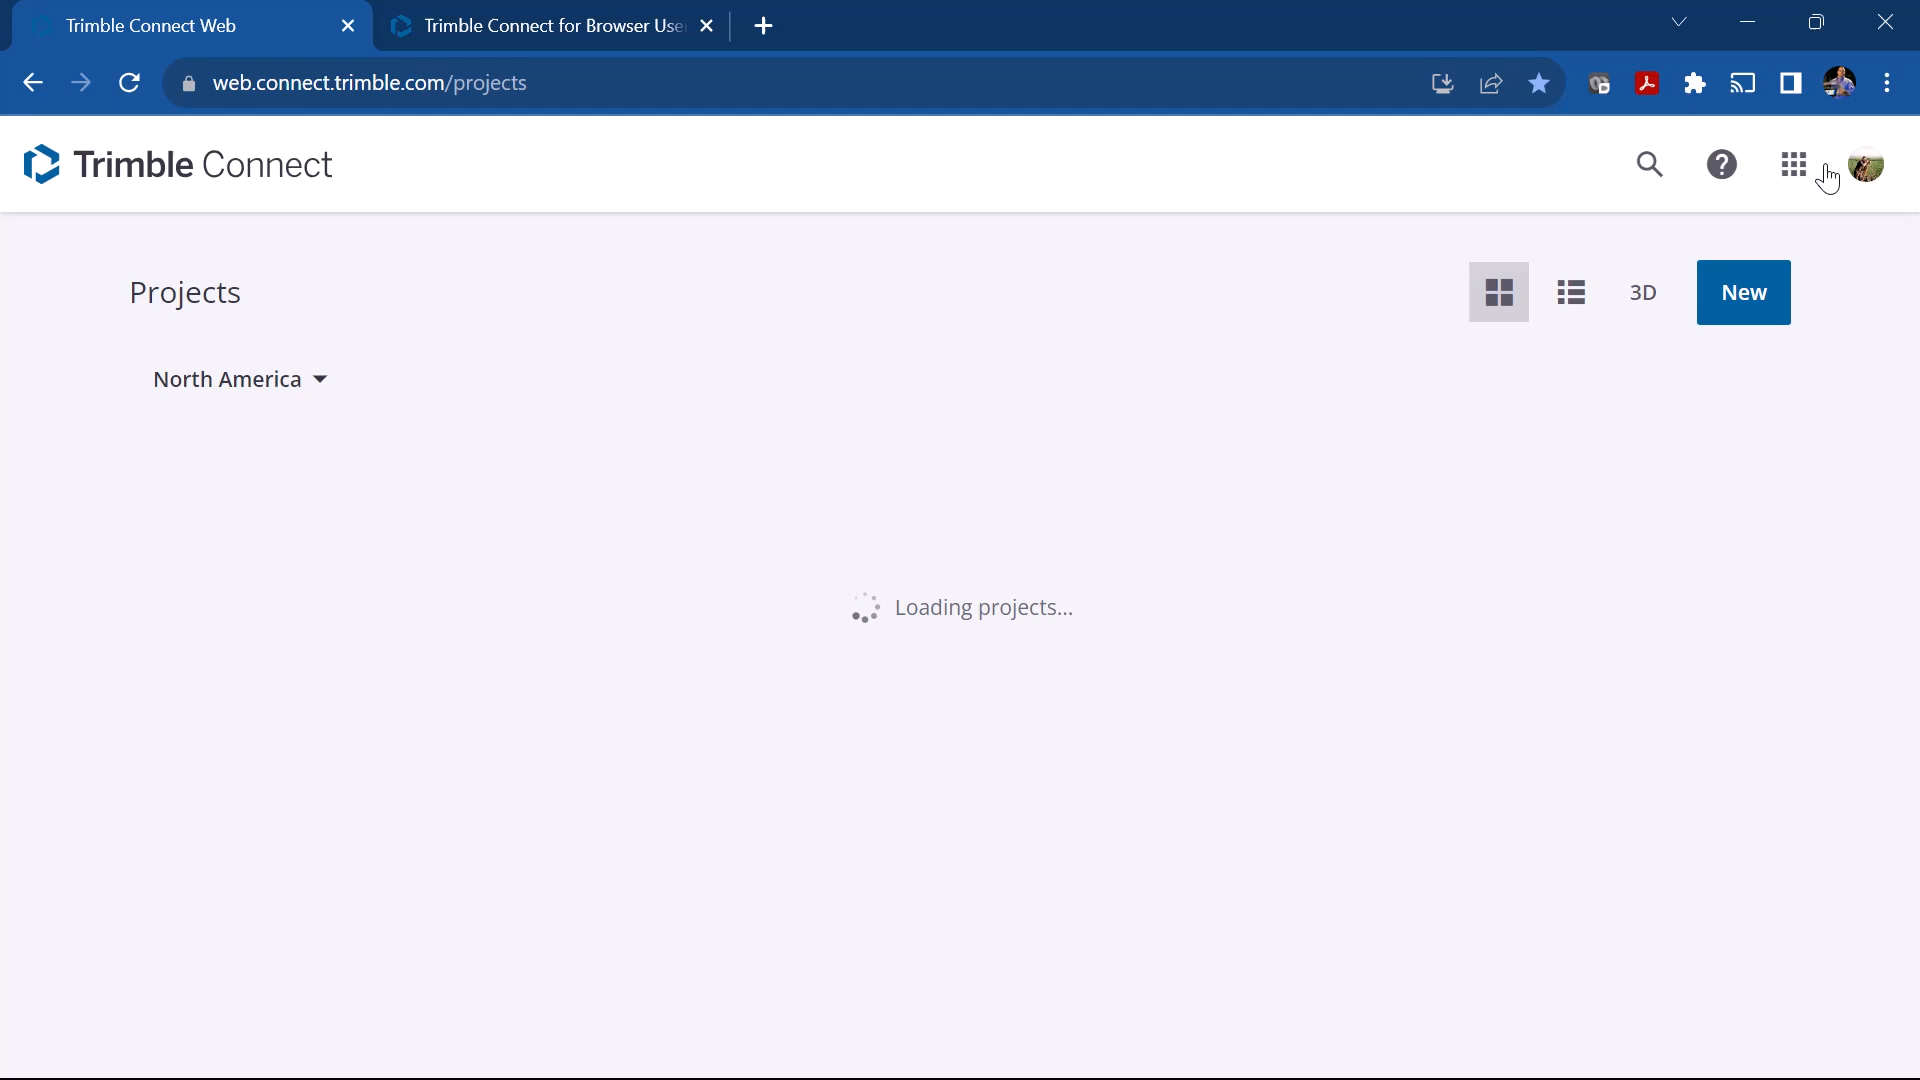 Trimble Connect Web
Trimble Connect for Browser Use
web.connect.trimble.com/projects
Trimble Connect
Projects
3D
New
North America
Loading projects...